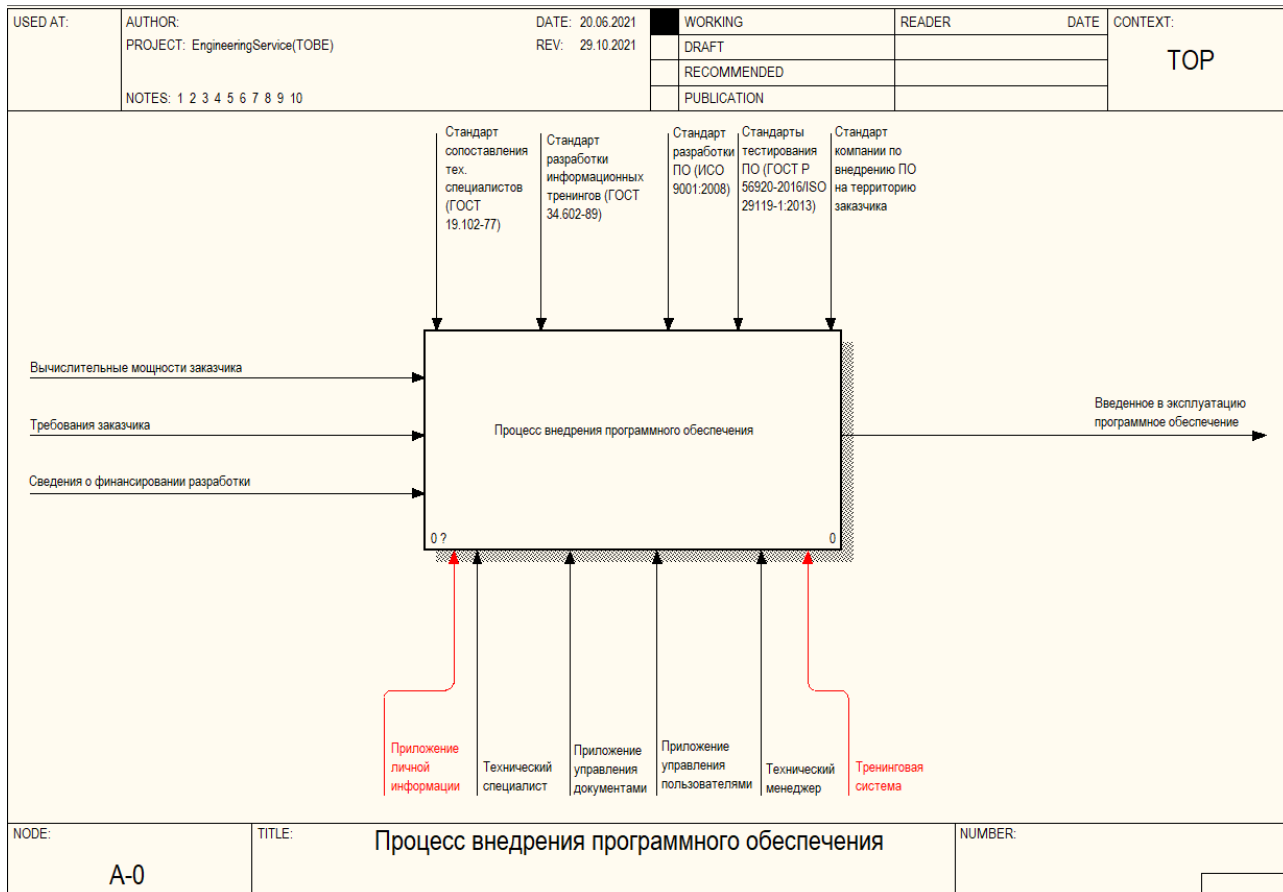 USED AT:
AUTHOR:
DATE: 20.06.2021
PROJECT: EngineeringService(TOBE)
REV: 29.10.2021
NOTES: 1 2 3 4 5 6 7 8 9 10
WORKING
DRAFT
RECOMMENDED
PUBLICATION
READER
DATE
CONTEXT:
TOP
Стандарт
сопоставления
тех.
специалистов
(ГОСТ
19.102-77)
Стандарт
разработки
информационных
тренингов (ГОСТ
34.602-89)
Стандарт
разработки
ПО (ИСО
9001:2008)
Стандарты
тестирования
ПО (ГОСТ Р
56920-2016/ISO
29119-1:2013)
Стандарт
компании по
внедрению ПО
на территорию
заказчика
Вычислительные мощности заказчика
Требования заказчика
Сведения о финансировании разработки
Процесс внедрения программного обеспечения
0 ?
0
Введенное в эксплуатацию
программное обеспечение
Приложение
личной
информации
Технический
специалист
Приложение
управления
документами
Приложение
управления
пользователями
Технический
менеджер
Тренинговая
система
NODE:
A-0
TITLE:
Процесс внедрения программного обеспечения
NUMBER: